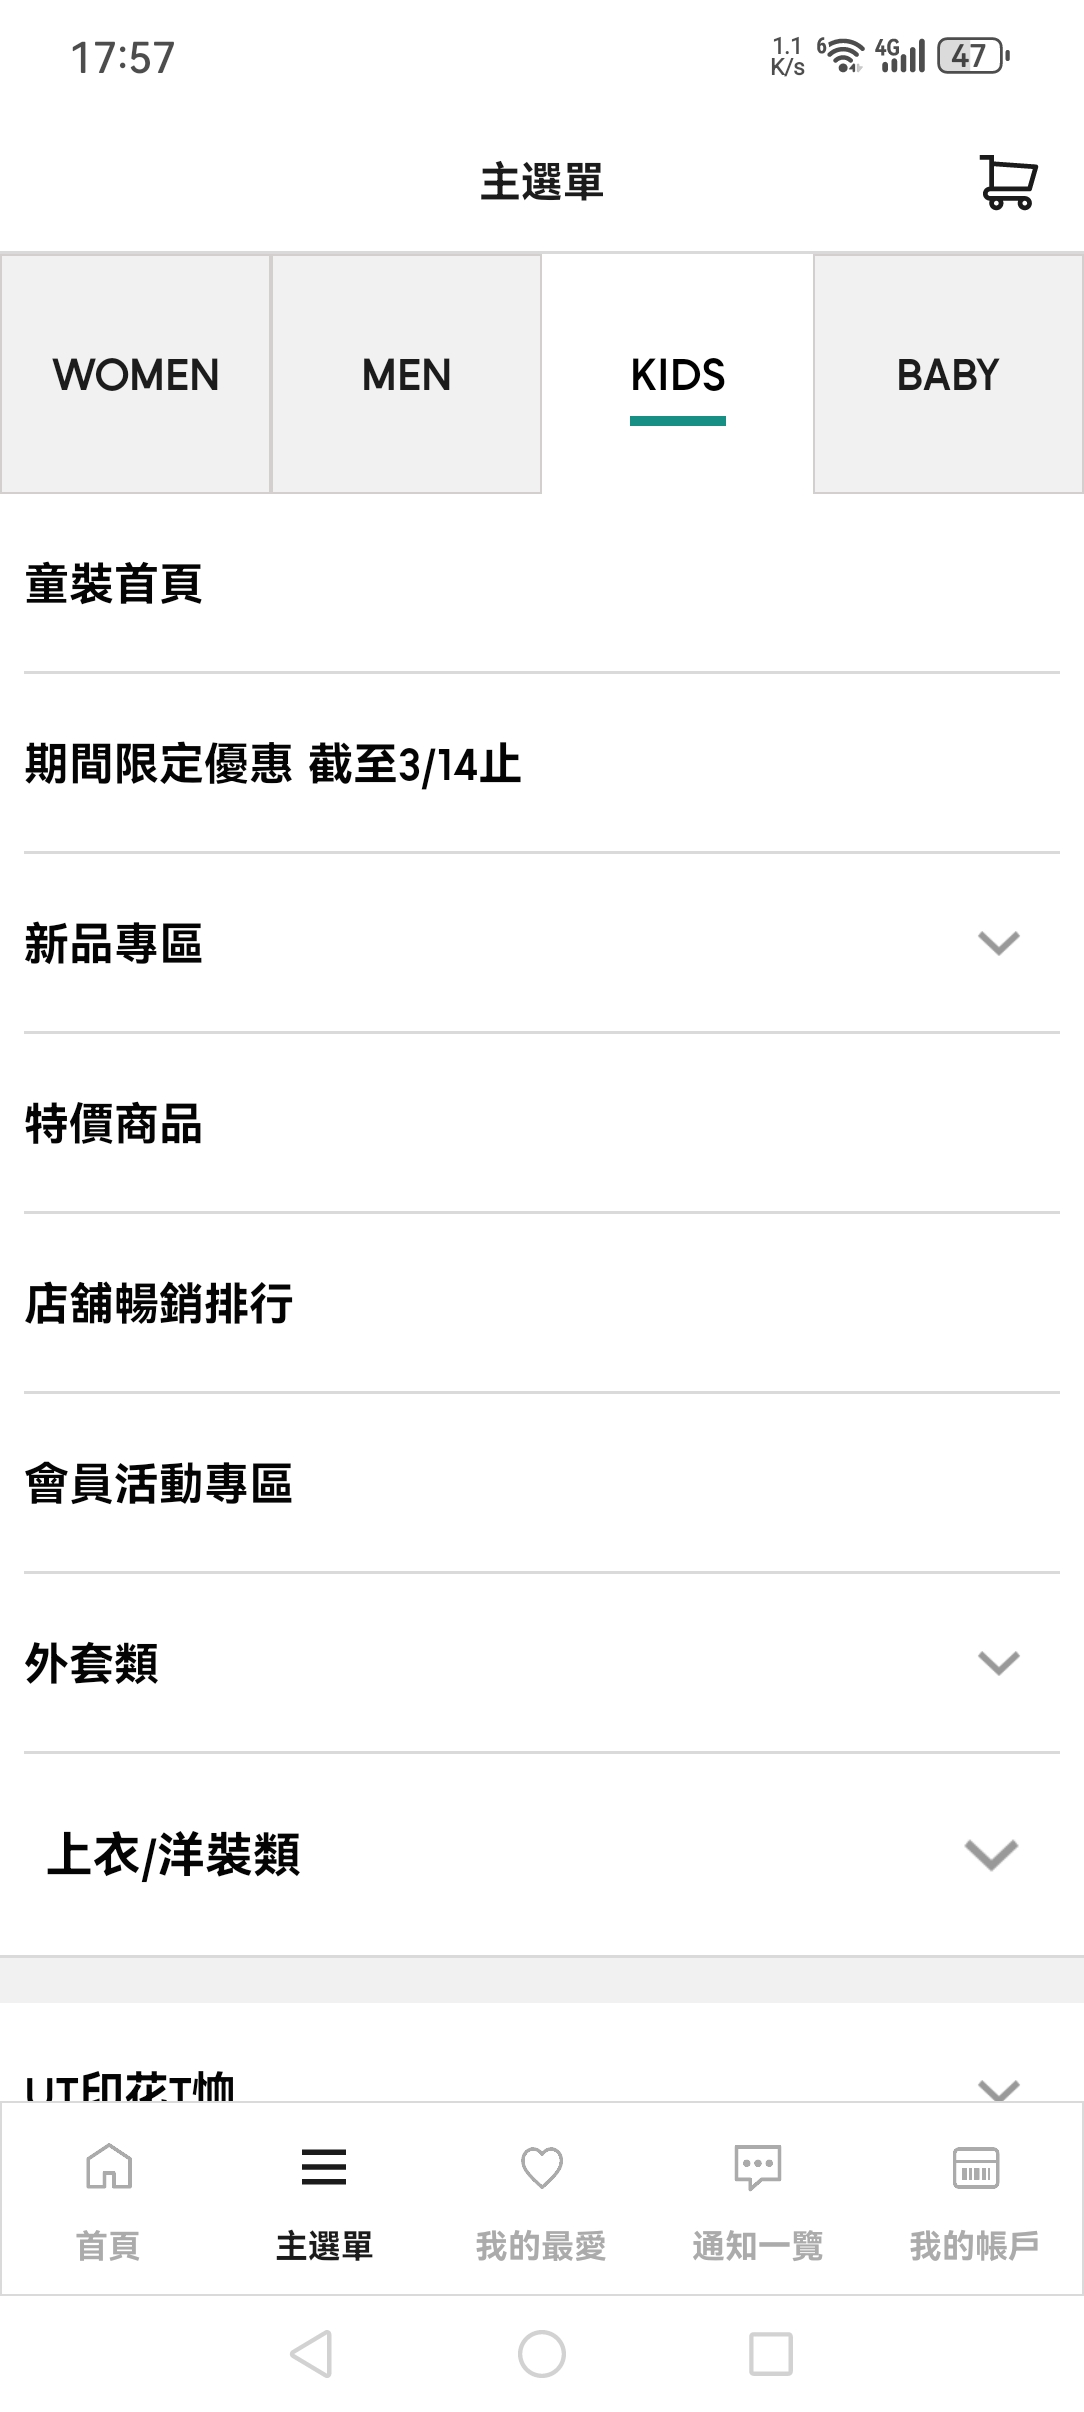 17:57
1.1 K/s 6 4G 47
主選單
WOMEN MEN KIDS BABY
童裝首頁
期間限定優惠 截至3/14止
新品專區
特價商品
店舖暢銷排行
會員活動專區
外套類
上衣/洋裝類
UT印花T恤
首頁 主選單 我的最愛 通知一覽 我的帳戶